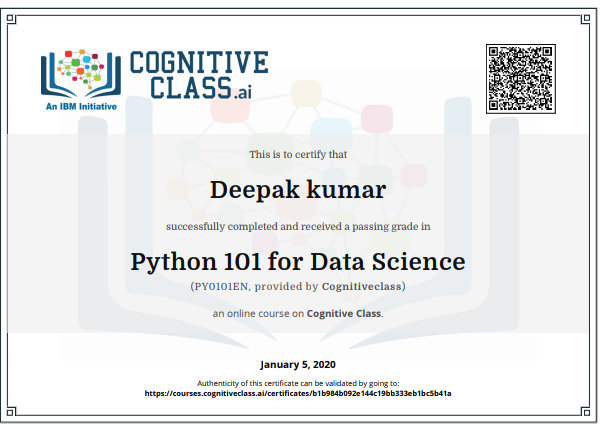 COGNITIVE
CLASS.ai
An IBM Initiative
This is to certify that
Deepak kumar
successfully completed and received a passing grade in
Python 101 for Data Science
(PY0101EN, provided by Cognitiveclass)
an online course on Cognitive Class.
January 5, 2020
Authenticity of this certificate can be validated by going to:
https://courses.cognitiveclass.ai/certificates/b1b984b092e144c19bb333eb1bc5b41a